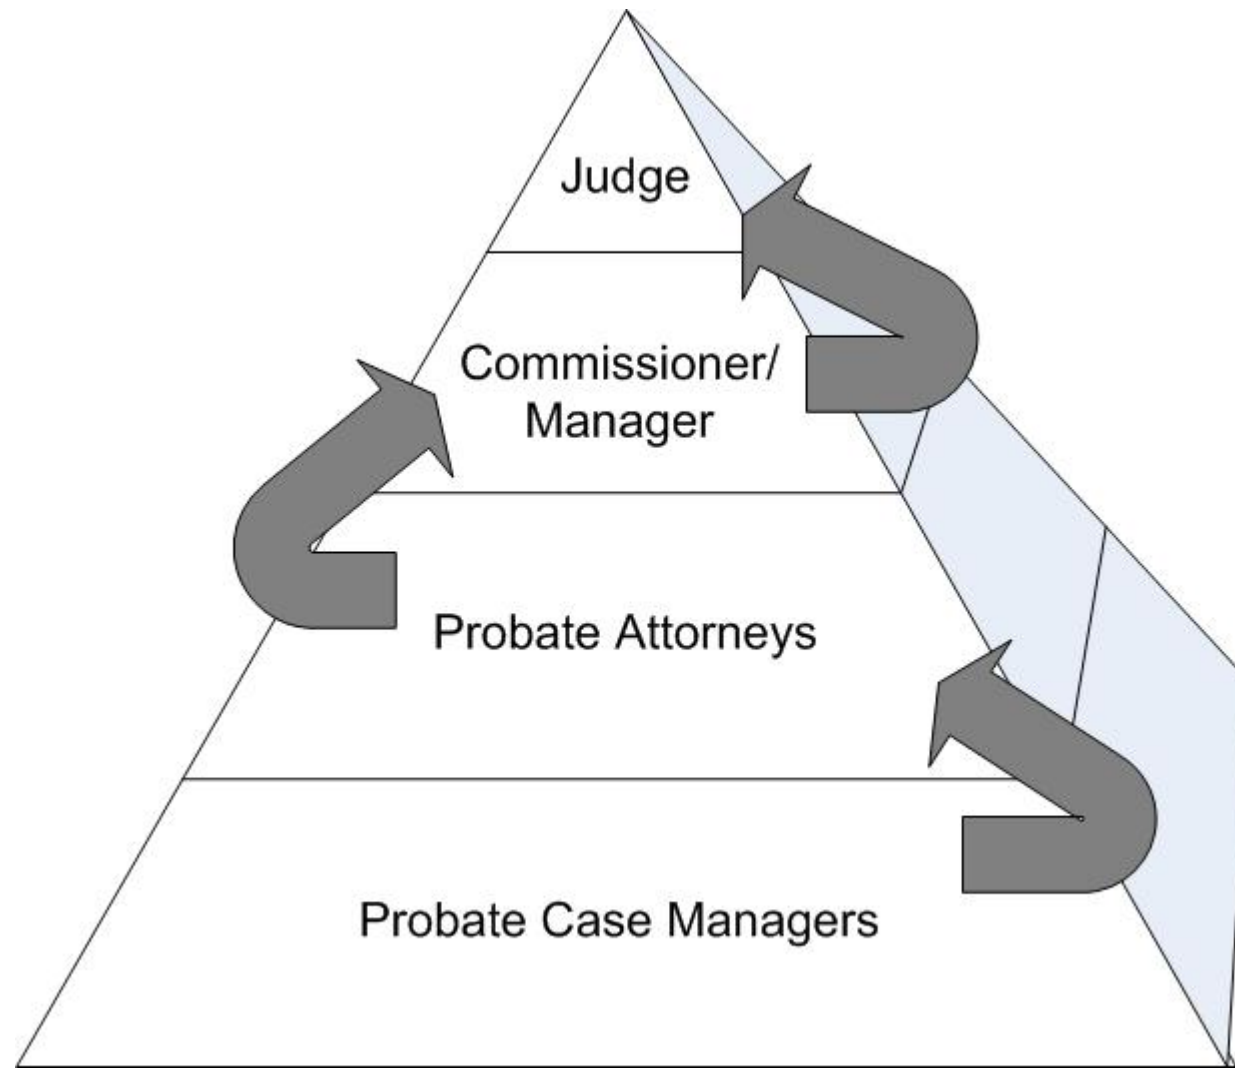 Judge
Commissioner/
Manager
Probate Attorneys
Probate Case Managers